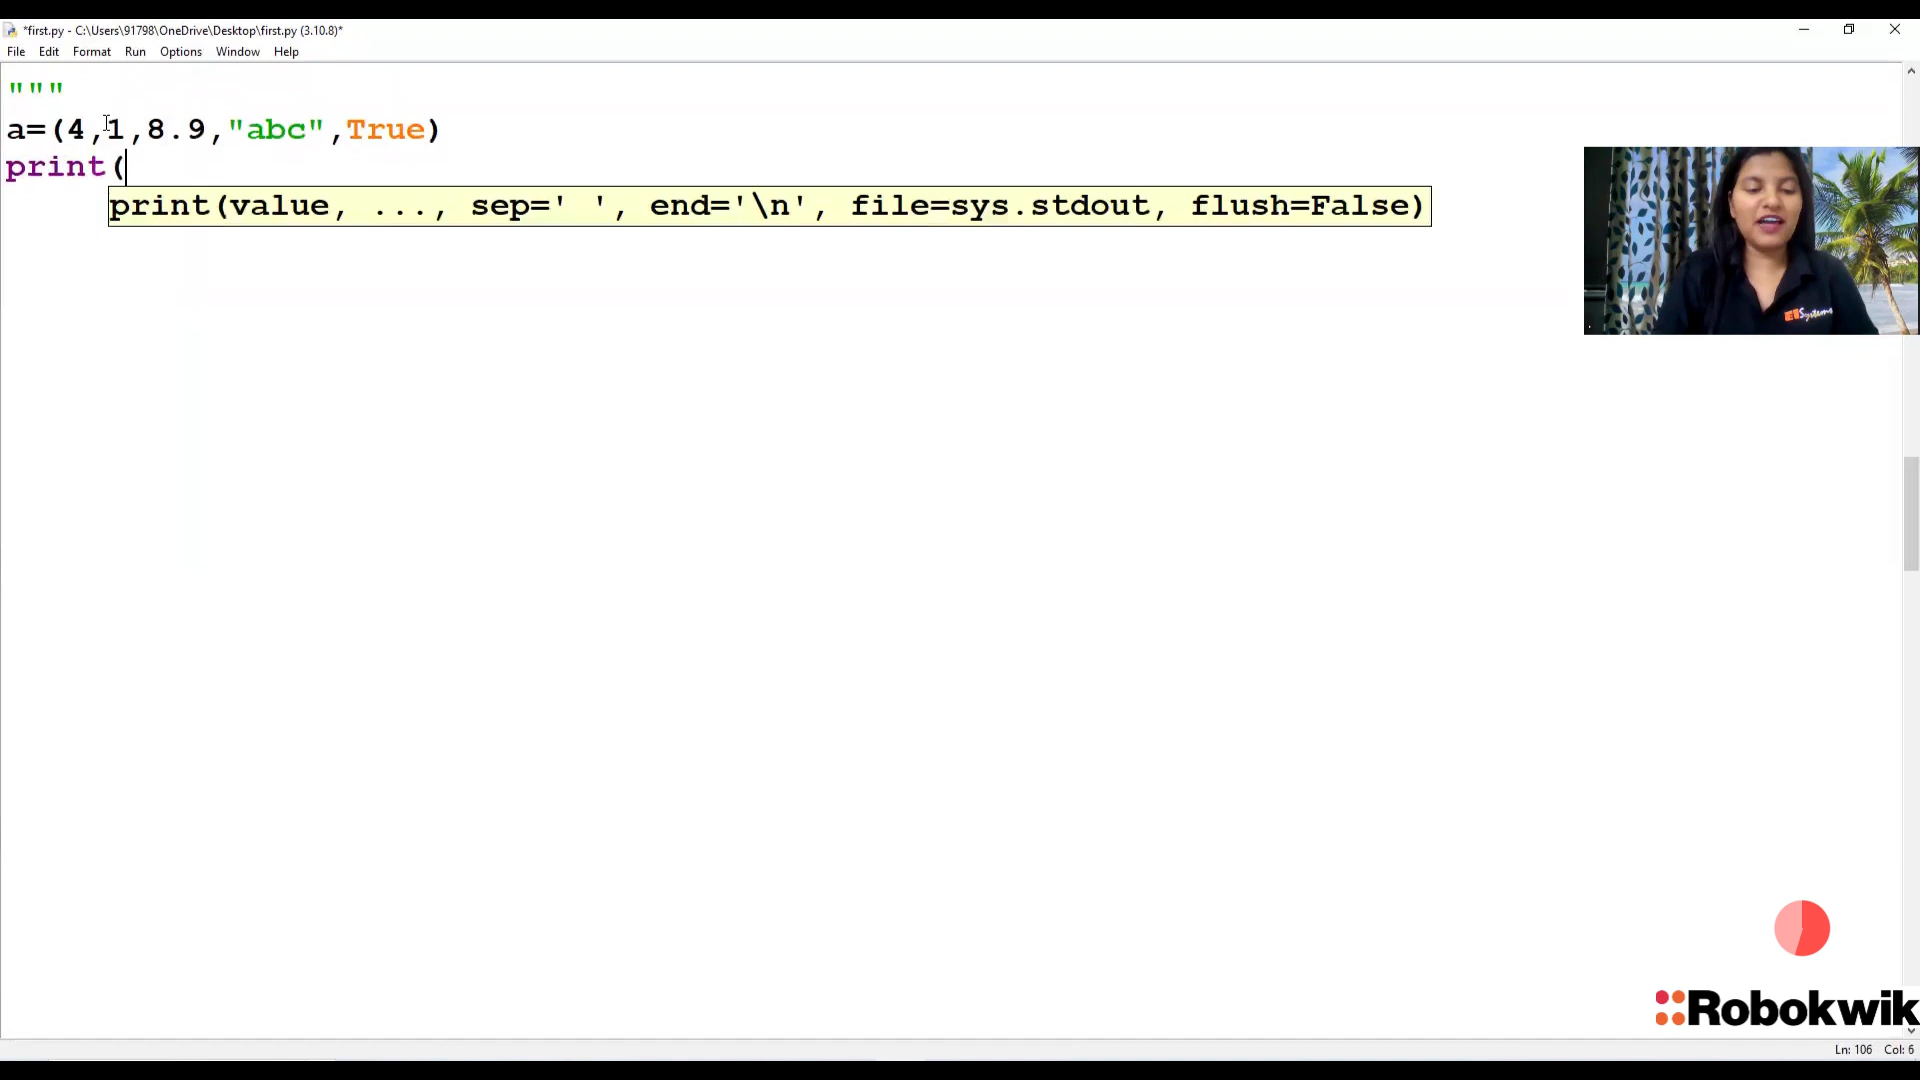 *first.py - C:\Users\91798\OneDrive\Desktop\first.py (3.10.8)*
File Edit Format Run Options Window Help
"""
a=(4,1,8.9,"abc",True)
print(
print(value, ..., sep=' ', end='\n', file=sys.stdout, flush=False)
Systems
Robokwik
Ln: 106 Col: 6